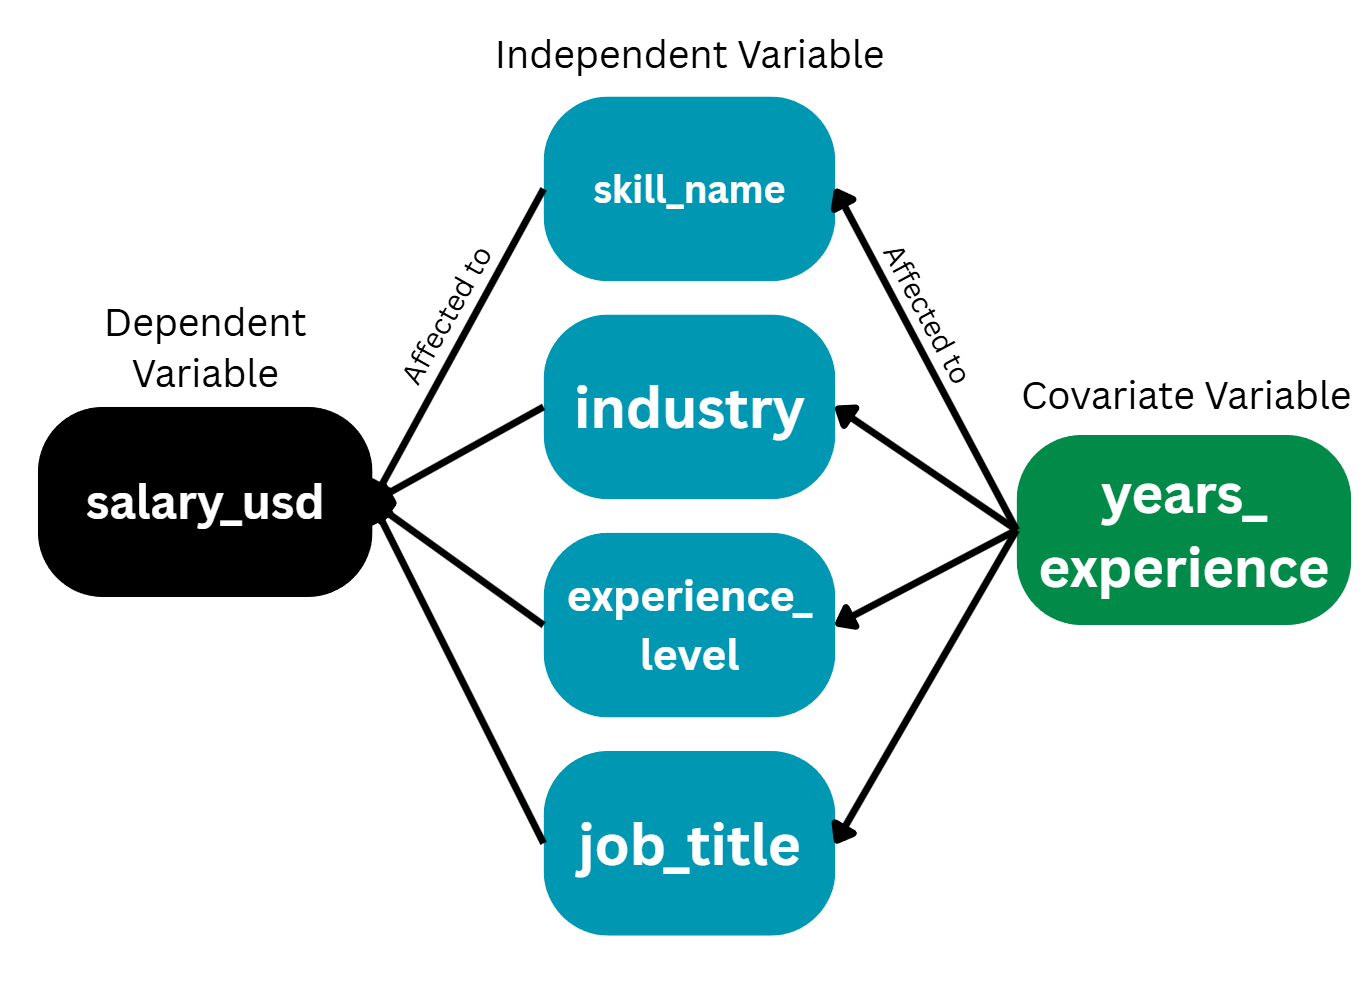 Independent Variable
skill_name
Affected to
Affected to
Dependent
Variable
industry
Covariate Variable
salary_usd
years_
experience
experience_
level
job_title